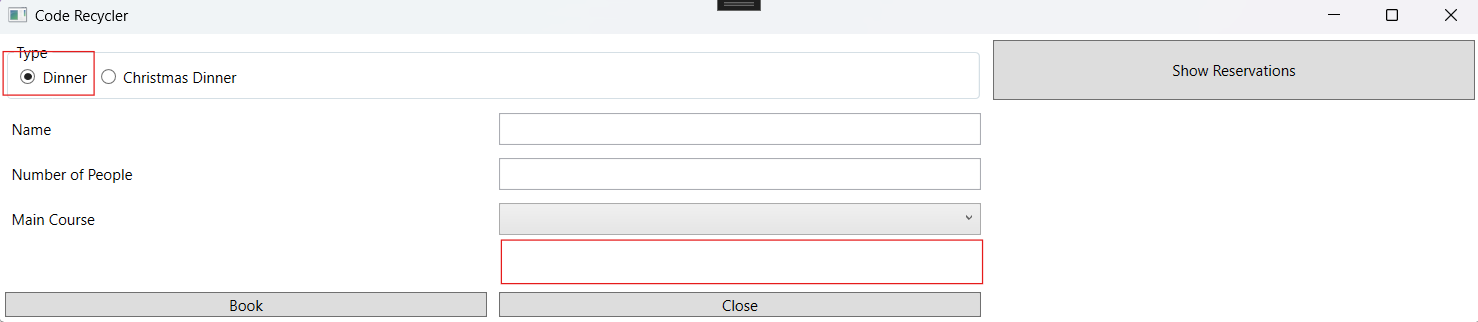 Code Recycler
Type
Dinner
Christmas Dinner
Show Reservations
Name
Number of People
Main Course
Book
Close